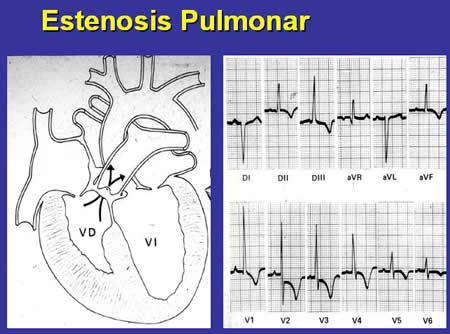 Estenosis Pulmonar
VD VI
DI DII DIII aVR aVL aVF
V1 V2 V3 V4 V5 V6